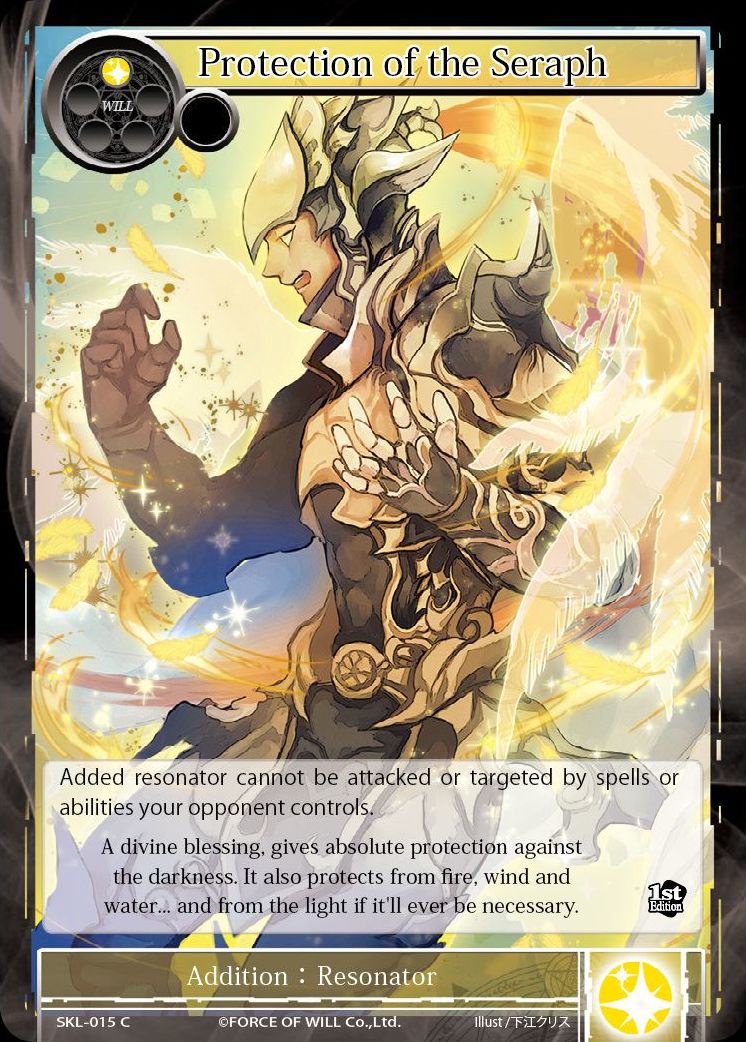 Protection of the Seraph
WILL
Added resonator cannot be attacked or targeted by spells or
abilities your opponent controls.
A divine blessing, gives absolute protection against
the darkness. It also protects from fire, wind and
water... and from the light if it'll ever be necessary.
1st
Edition
Addition : Resonator
SKL-015 C ©FORCE OF WILL Co.,Ltd. Illust/下江クリス